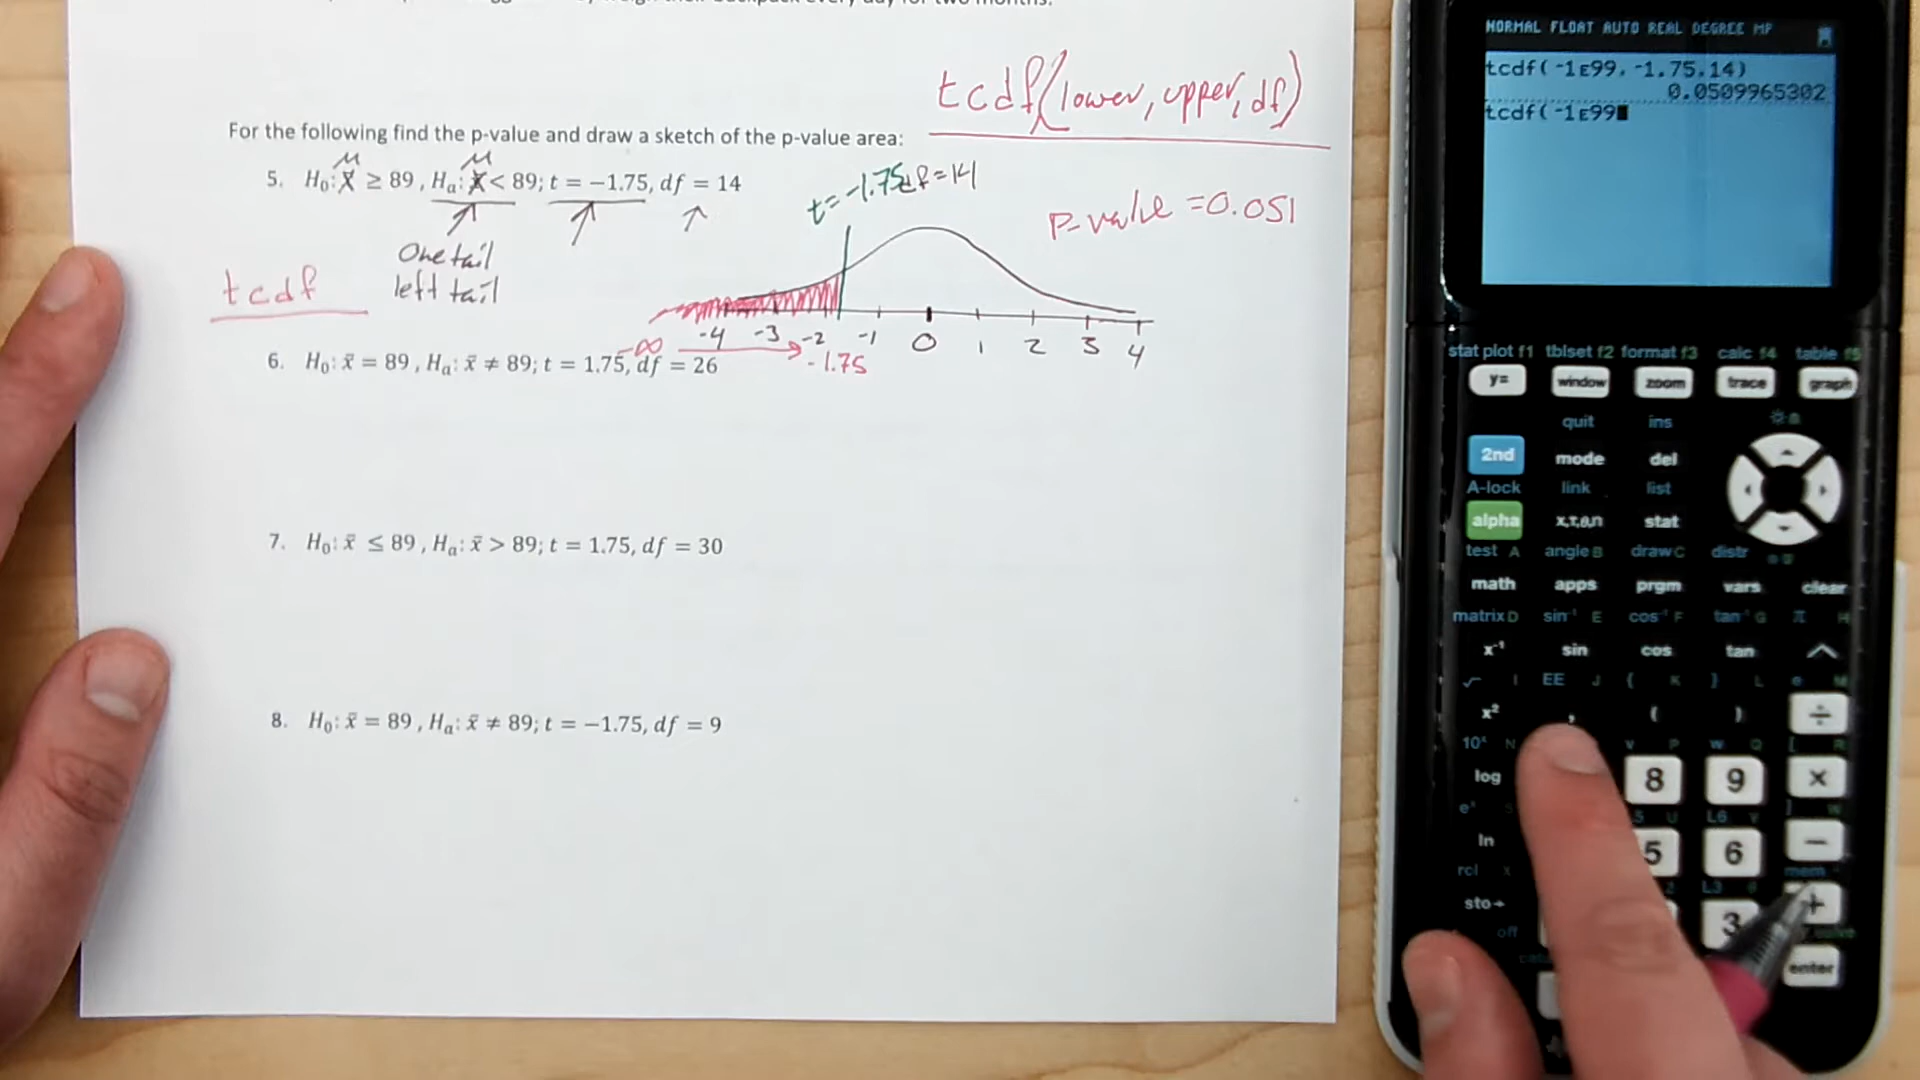 tcdf(lower, upper, df)
For the following find the p-value and draw a sketch of the p-value area:
μ μ
5. H₀: x̄ ≥ 89 , Hₐ: x̄ < 89; t = −1.75, df = 14
t=-1.75 df=14
P-value =0.051
One tail
left tail
tcdf
-4 -3 -2 -1 0 1 2 3 4
-∞ -1.75
6. H₀: x̄ = 89 , Hₐ: x̄ ≠ 89; t = 1.75, df = 26
7. H₀: x̄ ≤ 89 , Hₐ: x̄ > 89; t = 1.75, df = 30
8. H₀: x̄ = 89 , Hₐ: x̄ ≠ 89; t = −1.75, df = 9
NORMAL FLOAT AUTO REAL DEGREE MP
tcdf(-1E99,-1.75,14)
0.0509965302
tcdf(-1E99
stat plot f1 tblset f2 format f3 calc f4 table f5
y= window zoom trace graph
quit ins
2nd mode del
A-lock link list
alpha X,T,θ,n stat
test A angle B draw C distr
math apps prgm vars clear
matrix D sin⁻¹ E cos⁻¹ F tan⁻¹ G π H
x⁻¹ sin cos tan ^
√ I EE J { K } L e M
x² , ( ) ÷
10ˣ N V P W Q [ R
log 8 9 ×
eˣ S U L6 V ] W
ln 5 6 −
rcl X L3 θ mem
sto→ 3 +
off
enter